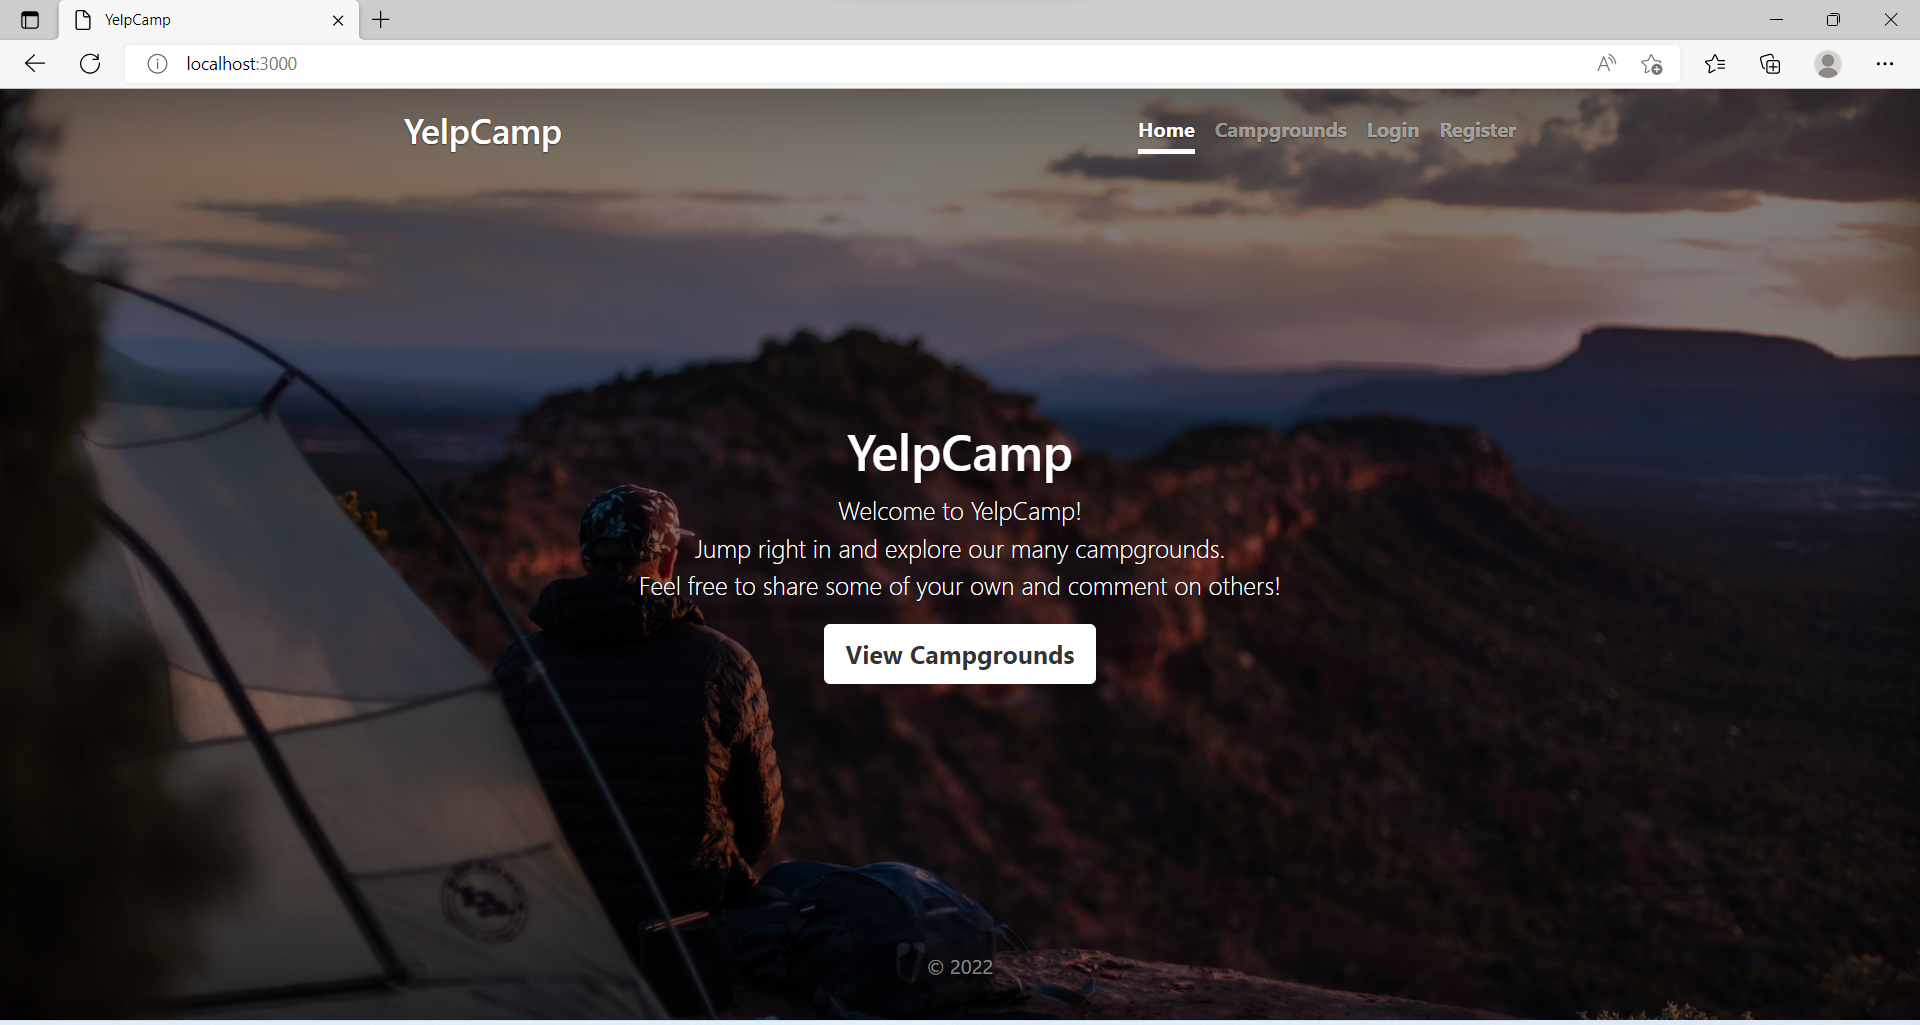 YelpCamp
localhost:3000
YelpCamp
Home Campgrounds Login Register
YelpCamp
Welcome to YelpCamp!
Jump right in and explore our many campgrounds.
Feel free to share some of your own and comment on others!
View Campgrounds
© 2022